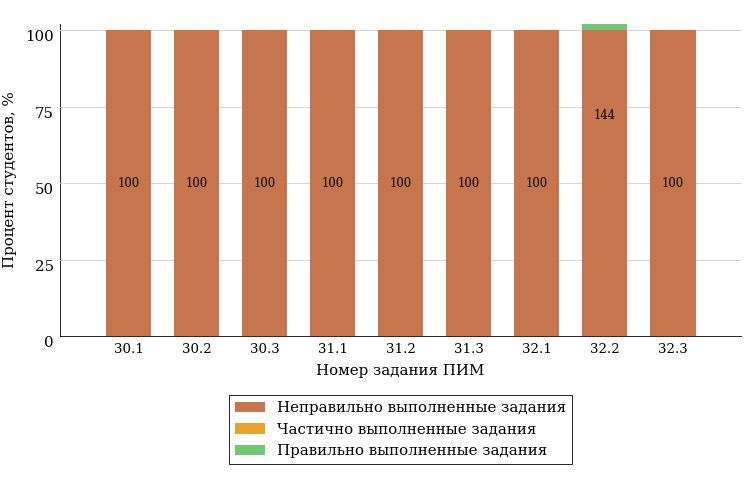 Процент студентов, %
100
75
50
25
0
100 100 100 100 100 100 100 144 100
30.1 30.2 30.3 31.1 31.2 31.3 32.1 32.2 32.3
Номер задания ПИМ
Неправильно выполненные задания
Частично выполненные задания
Правильно выполненные задания